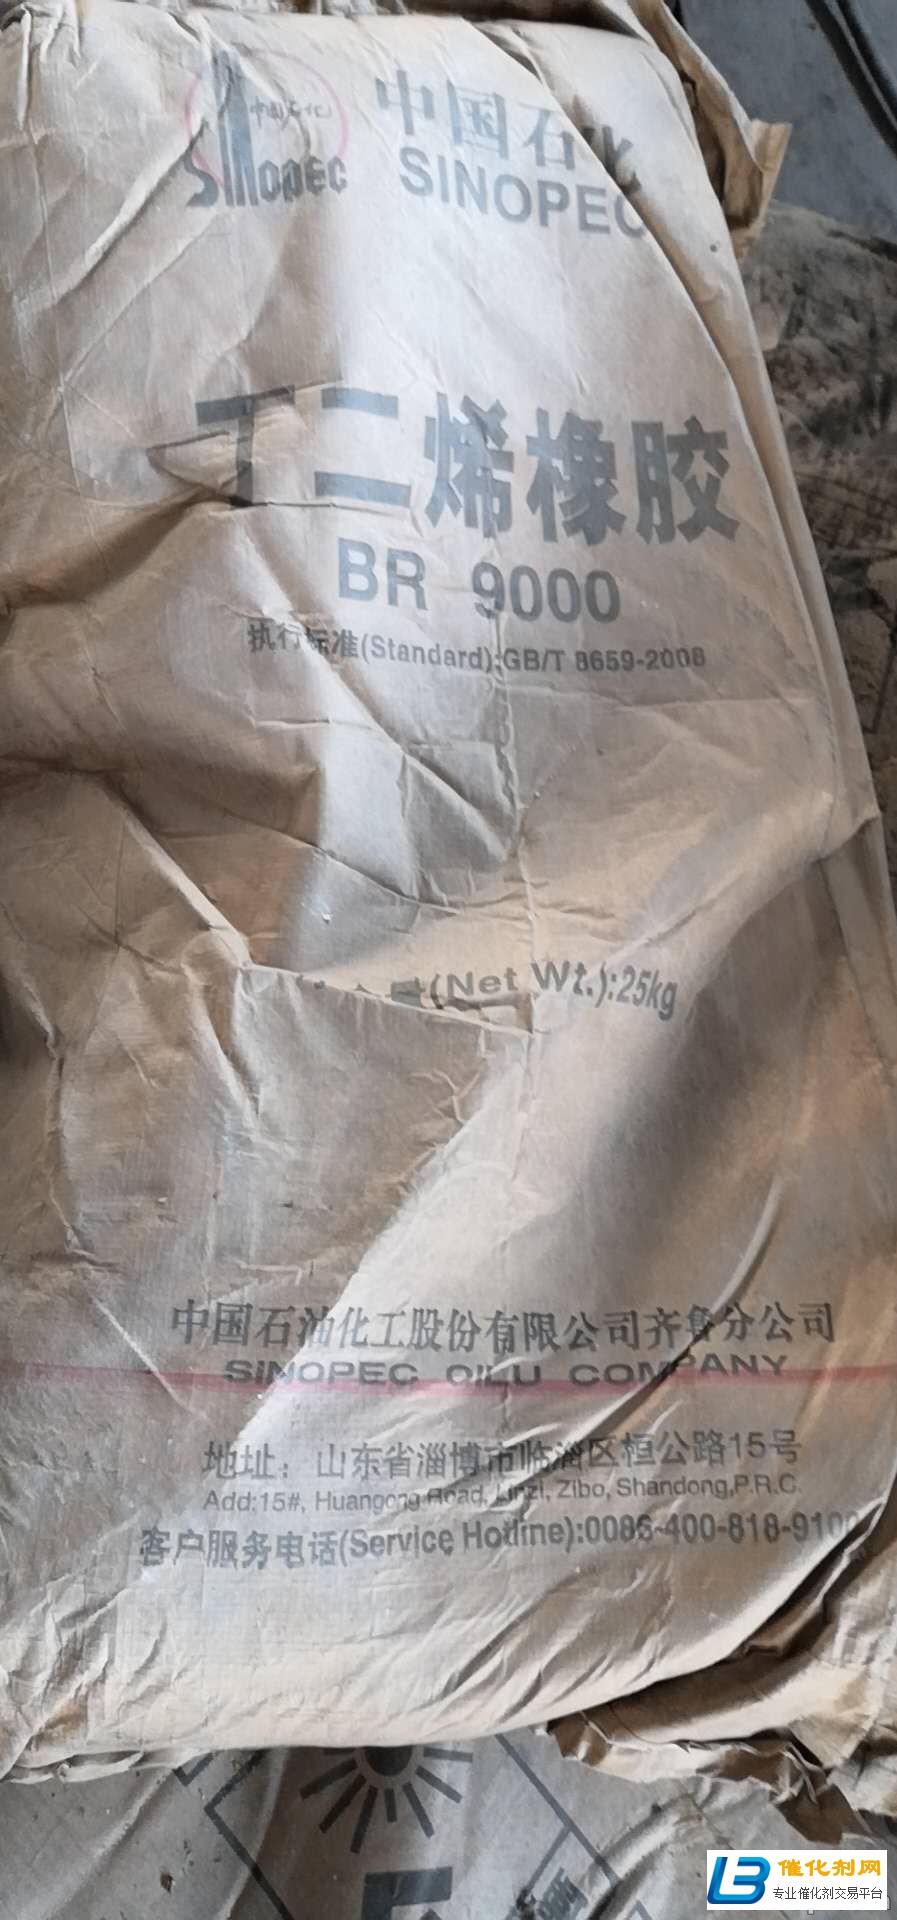 中国石化
SINOPEC
中国石化
SINOPEC
丁二烯橡胶
BR 9000
执行标准(Standard):GB/T 8659-2008
(Net Wt.):25kg
中国石油化工股份有限公司齐鲁分公司
SINOPEC QILU COMPANY
地址：山东省淄博市临淄区桓公路15号
Add:15#, Huangong Road, Linzi, Zibo, Shandong,P.R.C.
客户服务电话(Service Hotline):0086-400-818-9100
催化剂网
专业催化剂交易平台